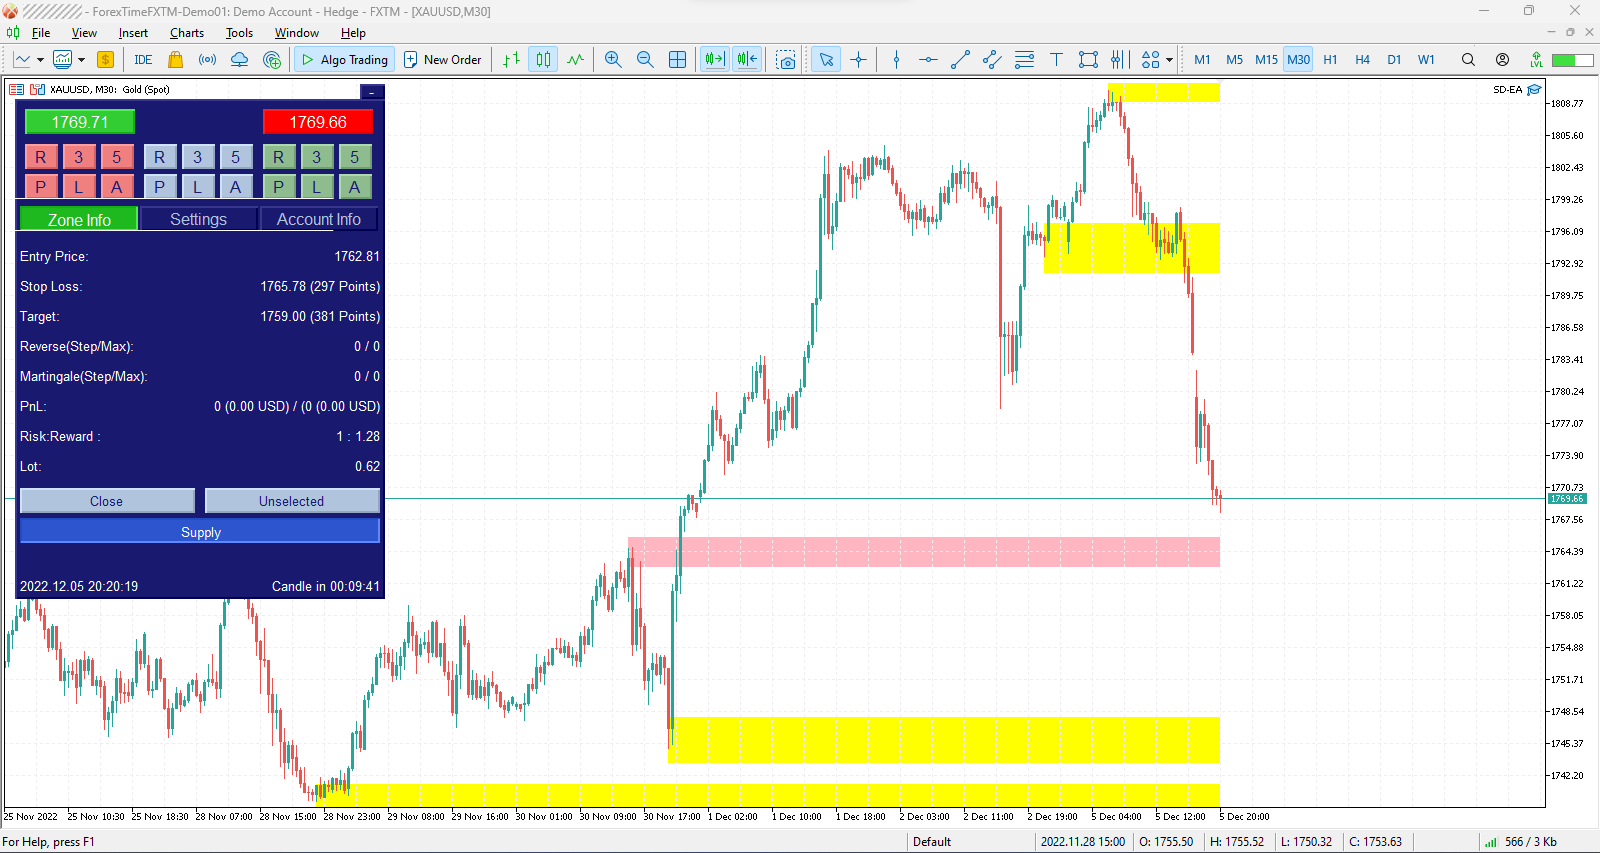 - ForexTimeFXTM-Demo01: Demo Account - Hedge - FXTM - [XAUUSD,M30]
File View Insert Charts Tools Window Help
$ IDE Algo Trading New Order T M1 M5 M15 M30 H1 H4 D1 W1 LVL
XAUUSD, M30: Gold (Spot)
SD-EA
1769.71 1769.66
R 3 5 R 3 5 R 3 5
P L A P L A P L A
Zone Info Settings Account Info
Entry Price: 1762.81
Stop Loss: 1765.78 (297 Points)
Target: 1759.00 (381 Points)
Reverse(Step/Max): 0 / 0
Martingale(Step/Max): 0 / 0
PnL: 0 (0.00 USD) / (0 (0.00 USD)
Risk:Reward : 1 : 1.28
Lot: 0.62
Close Unselected
Supply
2022.12.05 20:20:19 Candle in 00:09:41
1808.77
1805.60
1802.43
1799.26
1796.09
1792.92
1789.75
1786.58
1783.41
1780.24
1777.07
1773.90
1770.73
1769.66
1767.56
1764.39
1761.22
1758.05
1754.88
1751.71
1748.54
1745.37
1742.20
25 Nov 2022 25 Nov 10:30 25 Nov 18:30 28 Nov 07:00 28 Nov 15:00 28 Nov 23:00 29 Nov 08:00 29 Nov 16:00 30 Nov 01:00 30 Nov 09:00 30 Nov 17:00 1 Dec 02:00 1 Dec 10:00 1 Dec 18:00 2 Dec 03:00 2 Dec 11:00 2 Dec 19:00 5 Dec 04:00 5 Dec 12:00 5 Dec 20:00
For Help, press F1 Default 2022.11.28 15:00 O: 1755.50 H: 1755.52 L: 1750.32 C: 1753.63 566 / 3 Kb